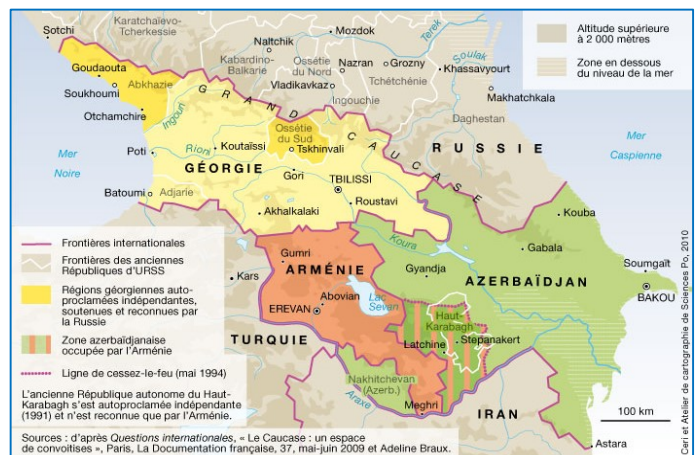 Sotchi
Karatchaïevo-
Tcherkessie
Mozdok
Terek
Altitude supérieure
à 2 000 mètres
Zone en dessous
du niveau de la mer
Goudaouta
Abkhazie
Soukhoumi
Otchamchire
Naltchik
Kabardino-
Balkarie
Ossétie
du Nord
Nazran
Grozny
Tchétchénie
Vladikavkaz
Ingouchie
Soulak
Khassavyourt
Makhatchkala
Daghestan
GRAND CAUCASE
RUSSIE
Mer
Noire
Mer
Caspienne
Ingouri
Rioni
Poti
Koutaïssi
Ossétie
du Sud
Tskhinvali
GÉORGIE
Gori
TBILISSI
Roustavi
Batoumi
Adjarie
Akhalkalaki
Koura
Kouba
Gabala
Gyandja
AZERBAÏDJAN
Soumgaït
BAKOU
Gumri
ARMÉNIE
Kars
Abovian
EREVAN
Lac
Sevan
TURQUIE
Haut-
Karabagh
Stepanakert
Latchine
Nakhitchevan
(Azerb.)
Araxe
Meghri
IRAN
Astara
100 km
Frontières internationales
Frontières des anciennes
Républiques d'URSS
Régions géorgiennes auto-
proclamées indépendantes,
soutenues et reconnues par
la Russie
Zone azerbaïdjanaise
occupée par l'Arménie
Ligne de cessez-le-feu (mai 1994)
L'ancienne République autonome du Haut-
Karabagh s'est autoproclamée indépendante
(1991) et n'est reconnue que par l'Arménie.
Sources : d'après Questions internationales, « Le Caucase : un espace
de convoitises », Paris, La Documentation française, 37, mai-juin 2009 et Adeline Braux.
Ceri et Atelier de cartographie de Sciences Po, 2010